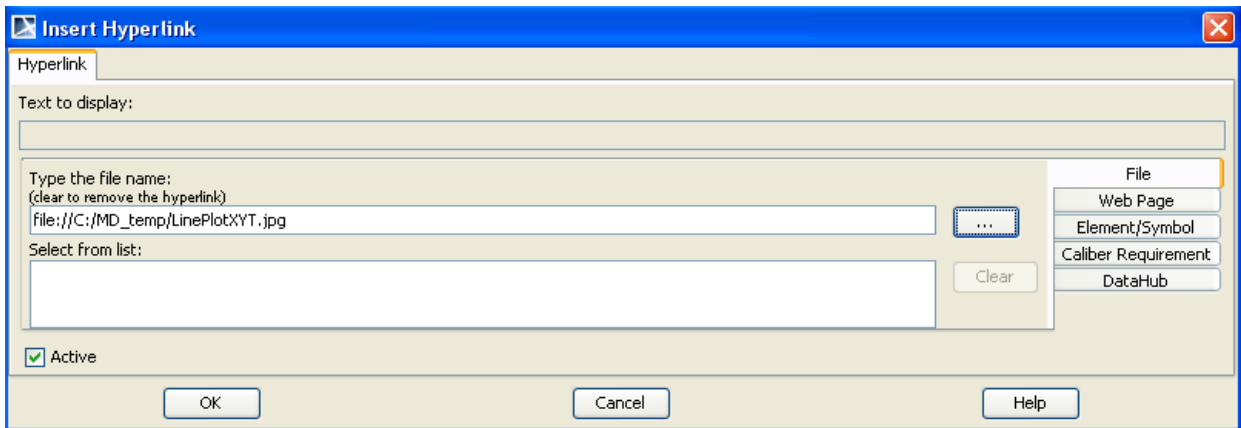 Insert Hyperlink
Hyperlink
Text to display:
Type the file name:
(clear to remove the hyperlink)
file://C:/MD_temp/LinePlotXYT.jpg
...
Select from list:
Clear
File
Web Page
Element/Symbol
Caliber Requirement
DataHub
Active
OK Cancel Help